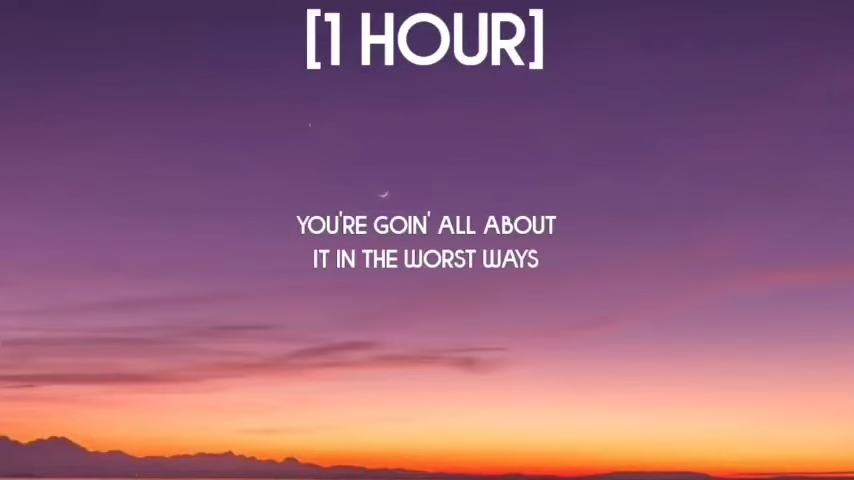 [1 HOUR]
YOU'RE GOIN' ALL ABOUT
IT IN THE WORST WAYS